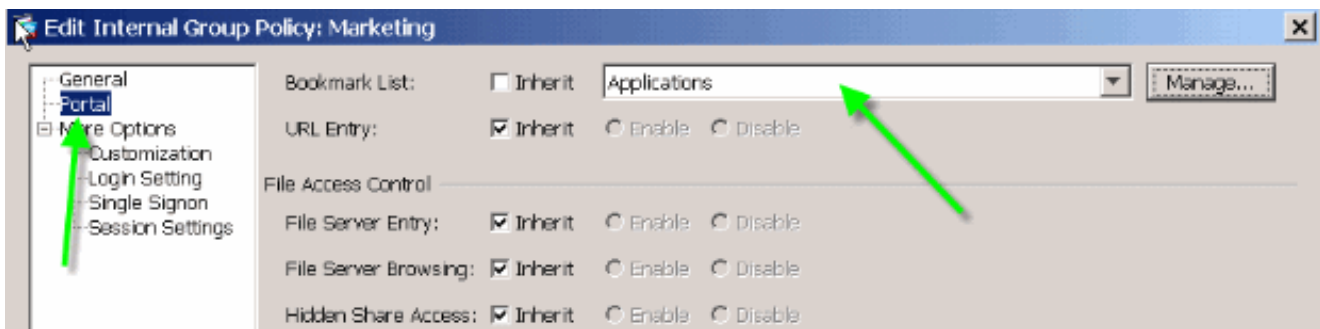 Edit Internal Group Policy: Marketing
General
Portal
More Options
Customization
Login Setting
Single Signon
Session Settings
Bookmark List: Inherit Applications Manage...
URL Entry: Inherit Enable Disable
File Access Control
File Server Entry: Inherit Enable Disable
File Server Browsing: Inherit Enable Disable
Hidden Share Access: Inherit Enable Disable